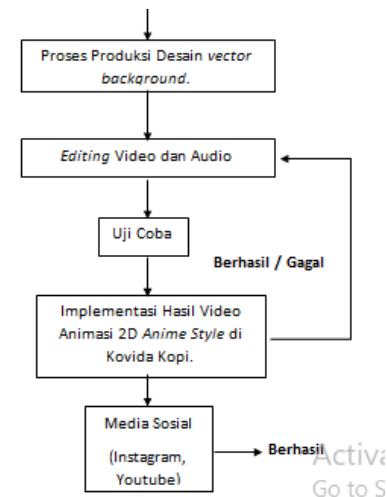 Proses Produksi Desain vector
background.
Editing Video dan Audio
Uji Coba
Berhasil / Gagal
Implementasi Hasil Video
Animasi 2D Anime Style di
Kovida Kopi.
Media Sosial
(Instagram,
Youtube)
Berhasil
Activa
Go to S